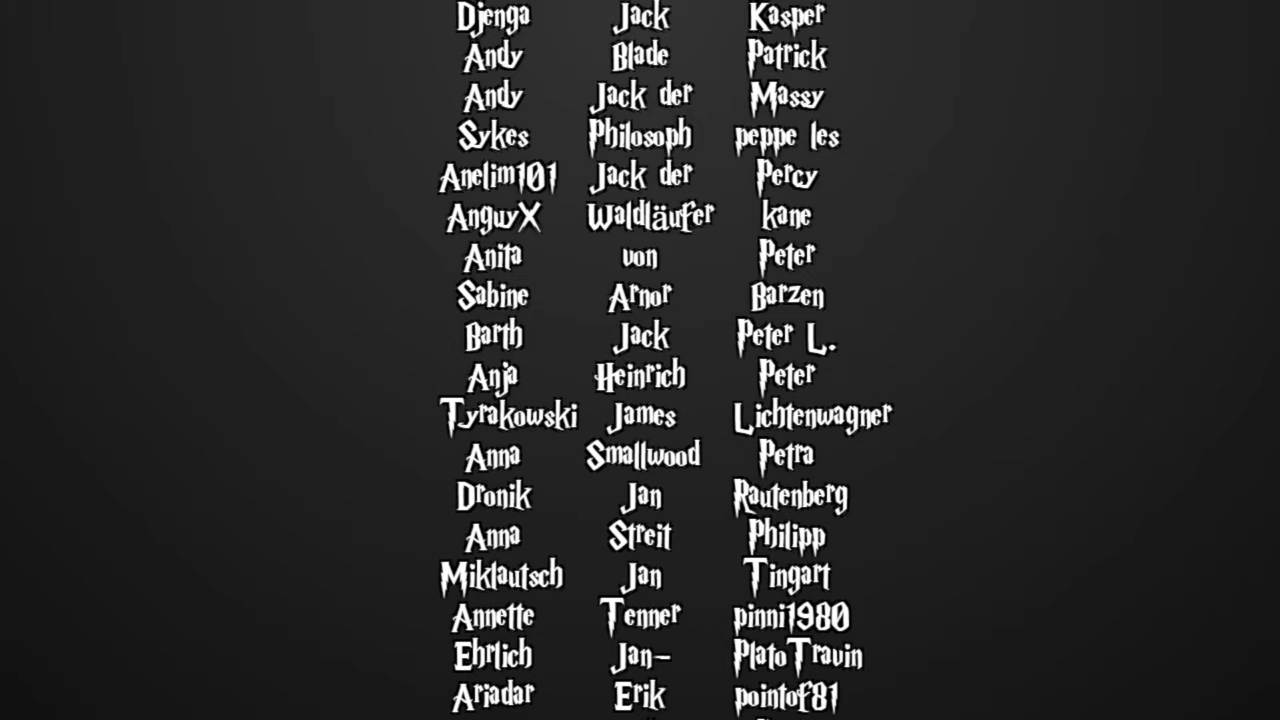 Djenga Jack Kasper
Andy Blade Patrick
Andy Jack der Massy
Sykes Philosoph peppe les
Anelim101 Jack der Percy
AnguyX Waldläufer kane
Anita von Peter
Sabine Arnor Barzen
Barth Jack Peter L.
Anja Heinrich Peter
Tyrakowski James Lichtenwagner
Anna Smallwood Petra
Dronik Jan Rautenberg
Anna Streit Philipp
Miklautsch Jan Tingart
Annette Tenner pinni1980
Ehrlich Jan- PlatoTravin
Ariadar Erik pointof81